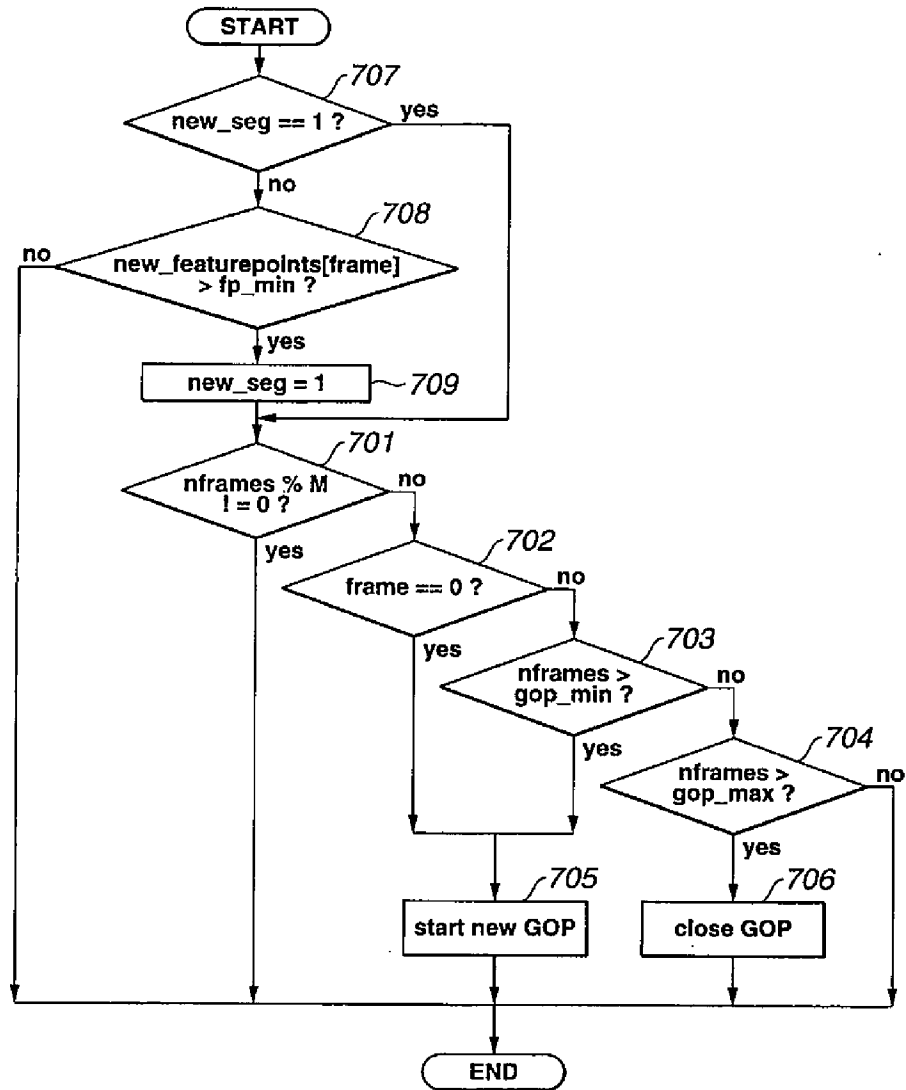 START
707
new_seg == 1 ?
yes
no
708
no
new_featurepoints[frame]
> fp_min ?
yes
new_seg = 1
709
701
nframes % M
! = 0 ?
no
yes
702
frame == 0 ?
no
yes
703
nframes >
gop_min ?
no
yes
704
nframes >
gop_max ?
no
yes
705
start new GOP
706
close GOP
END